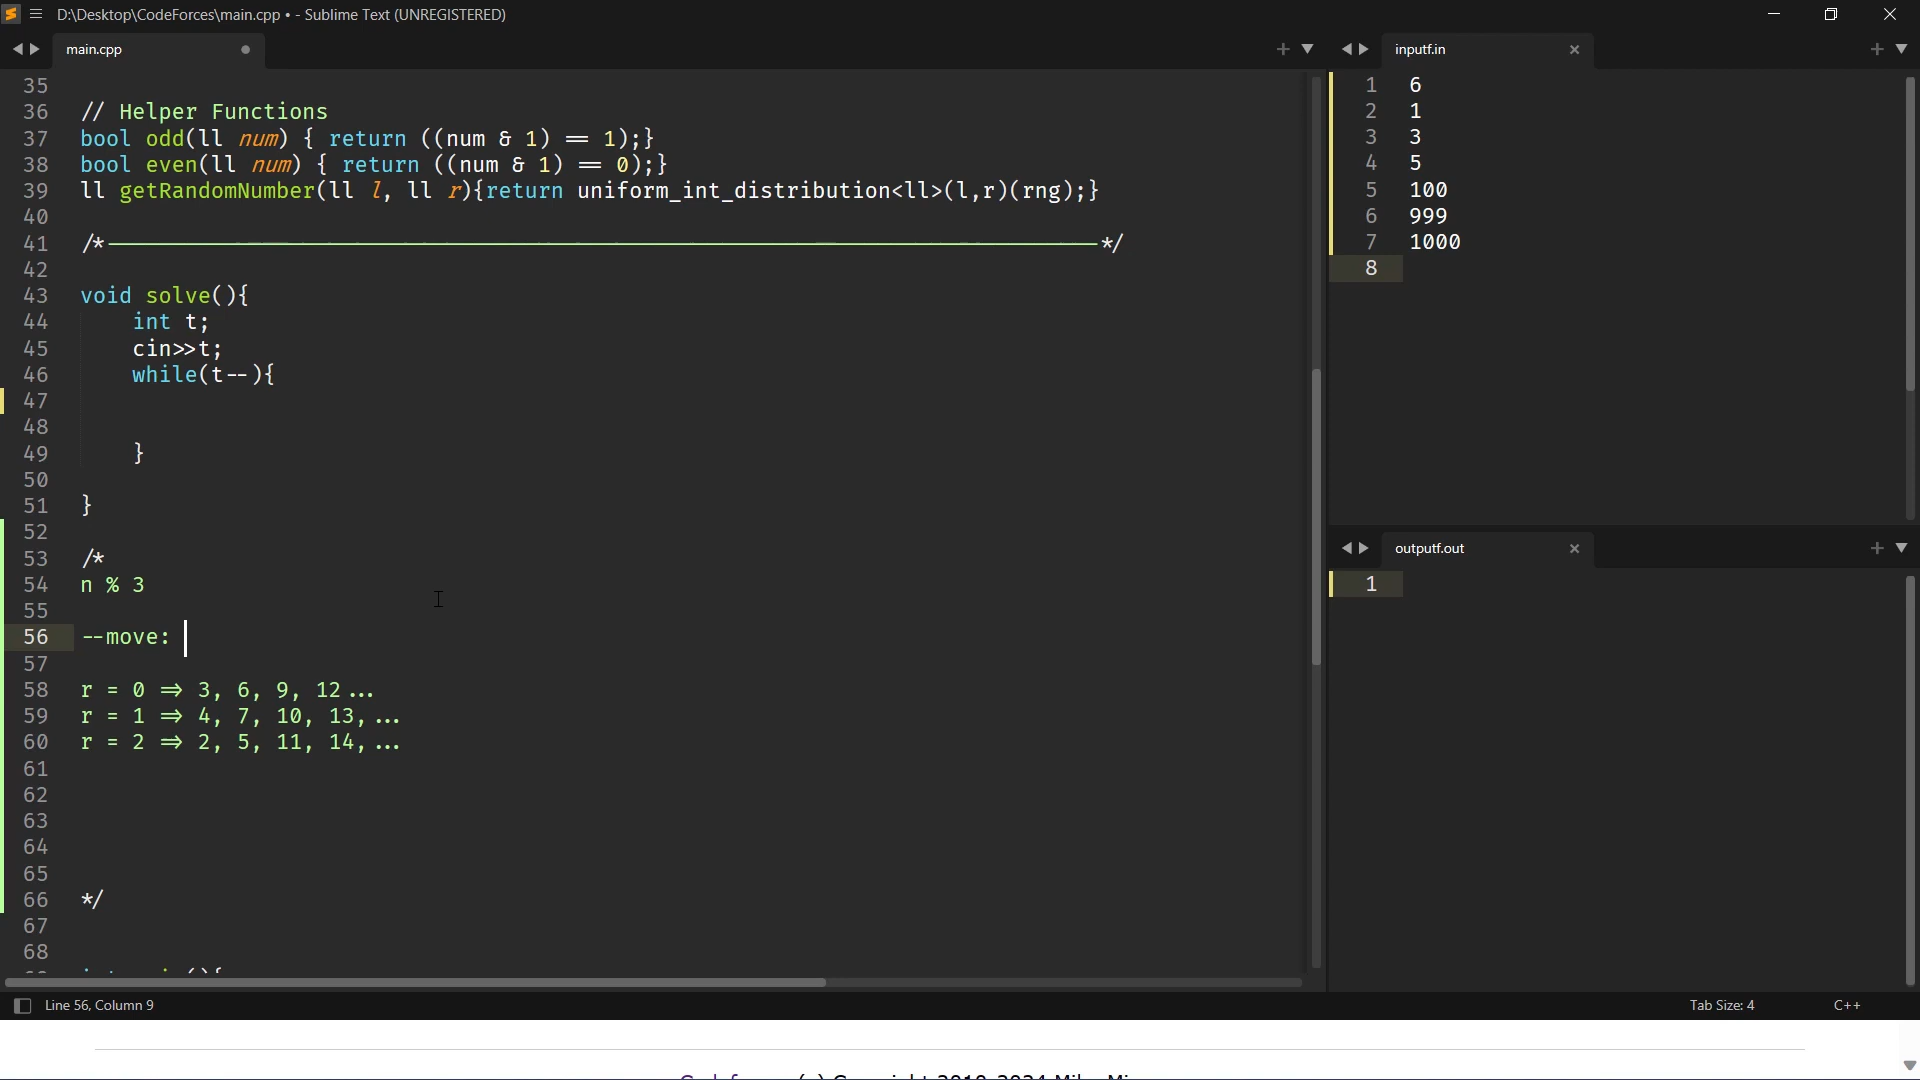 D:\Desktop\CodeForces\main.cpp • - Sublime Text (UNREGISTERED)
main.cpp
35
36 // Helper Functions
37 bool odd(ll num) { return ((num & 1) == 1);}
38 bool even(ll num) { return ((num & 1) == 0);}
39 ll getRandomNumber(ll l, ll r){return uniform_int_distribution<ll>(l,r)(rng);}
40
41 /*----------------------------------------------------------------------------*/
42
43 void solve(){
44 int t;
45 cin>>t;
46 while(t--){
47
48
49 }
50
51 }
52
53 /*
54 n % 3
55
56 --move:
57
58 r = 0 => 3, 6, 9, 12...
59 r = 1 => 4, 7, 10, 13,...
60 r = 2 => 2, 5, 11, 14,...
61
62
63
64
65
66 */
67
68
inputf.in
1 6
2 1
3 3
4 5
5 100
6 999
7 1000
8
outputf.out
1
Line 56, Column 9
Tab Size: 4
C++